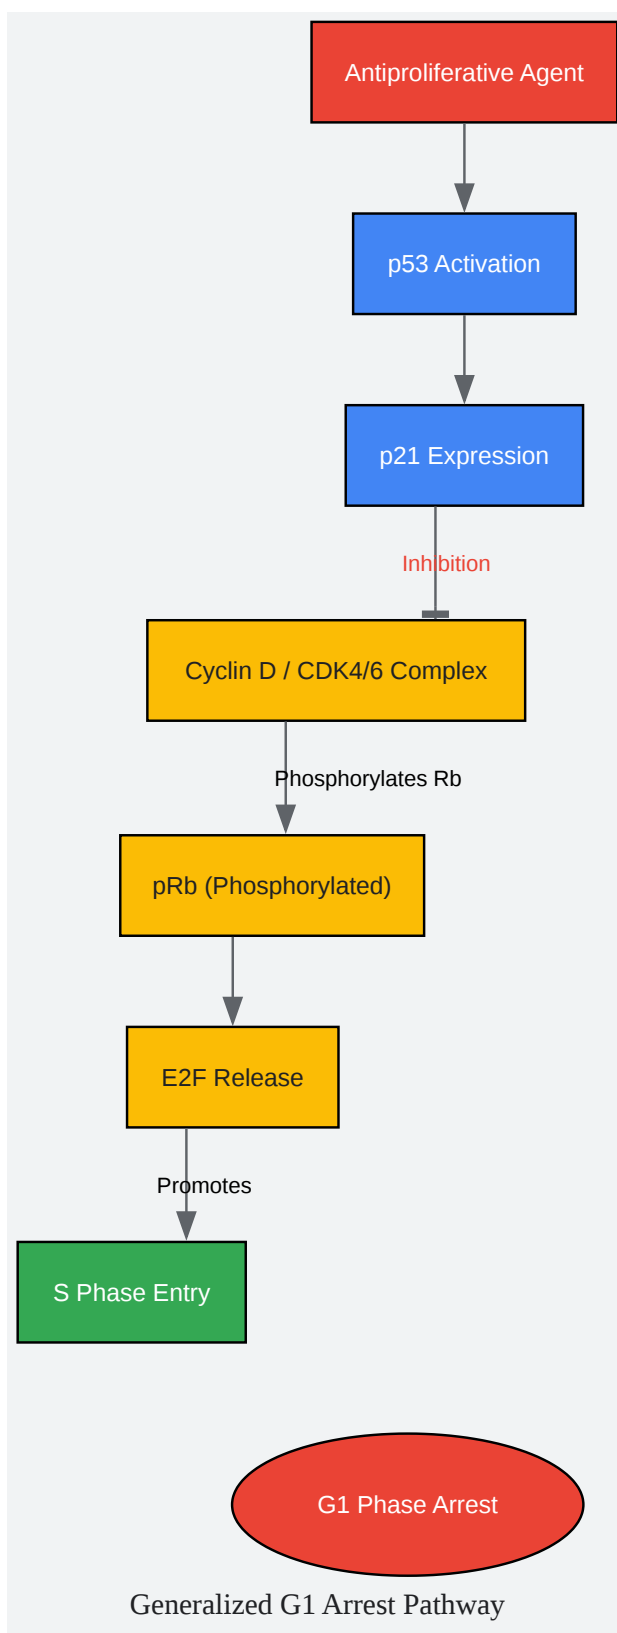 Antiproliferative Agent
p53 Activation
p21 Expression
Inhibition
Cyclin D / CDK4/6 Complex
Phosphorylates Rb
pRb (Phosphorylated)
E2F Release
Promotes
S Phase Entry
G1 Phase Arrest
Generalized G1 Arrest Pathway